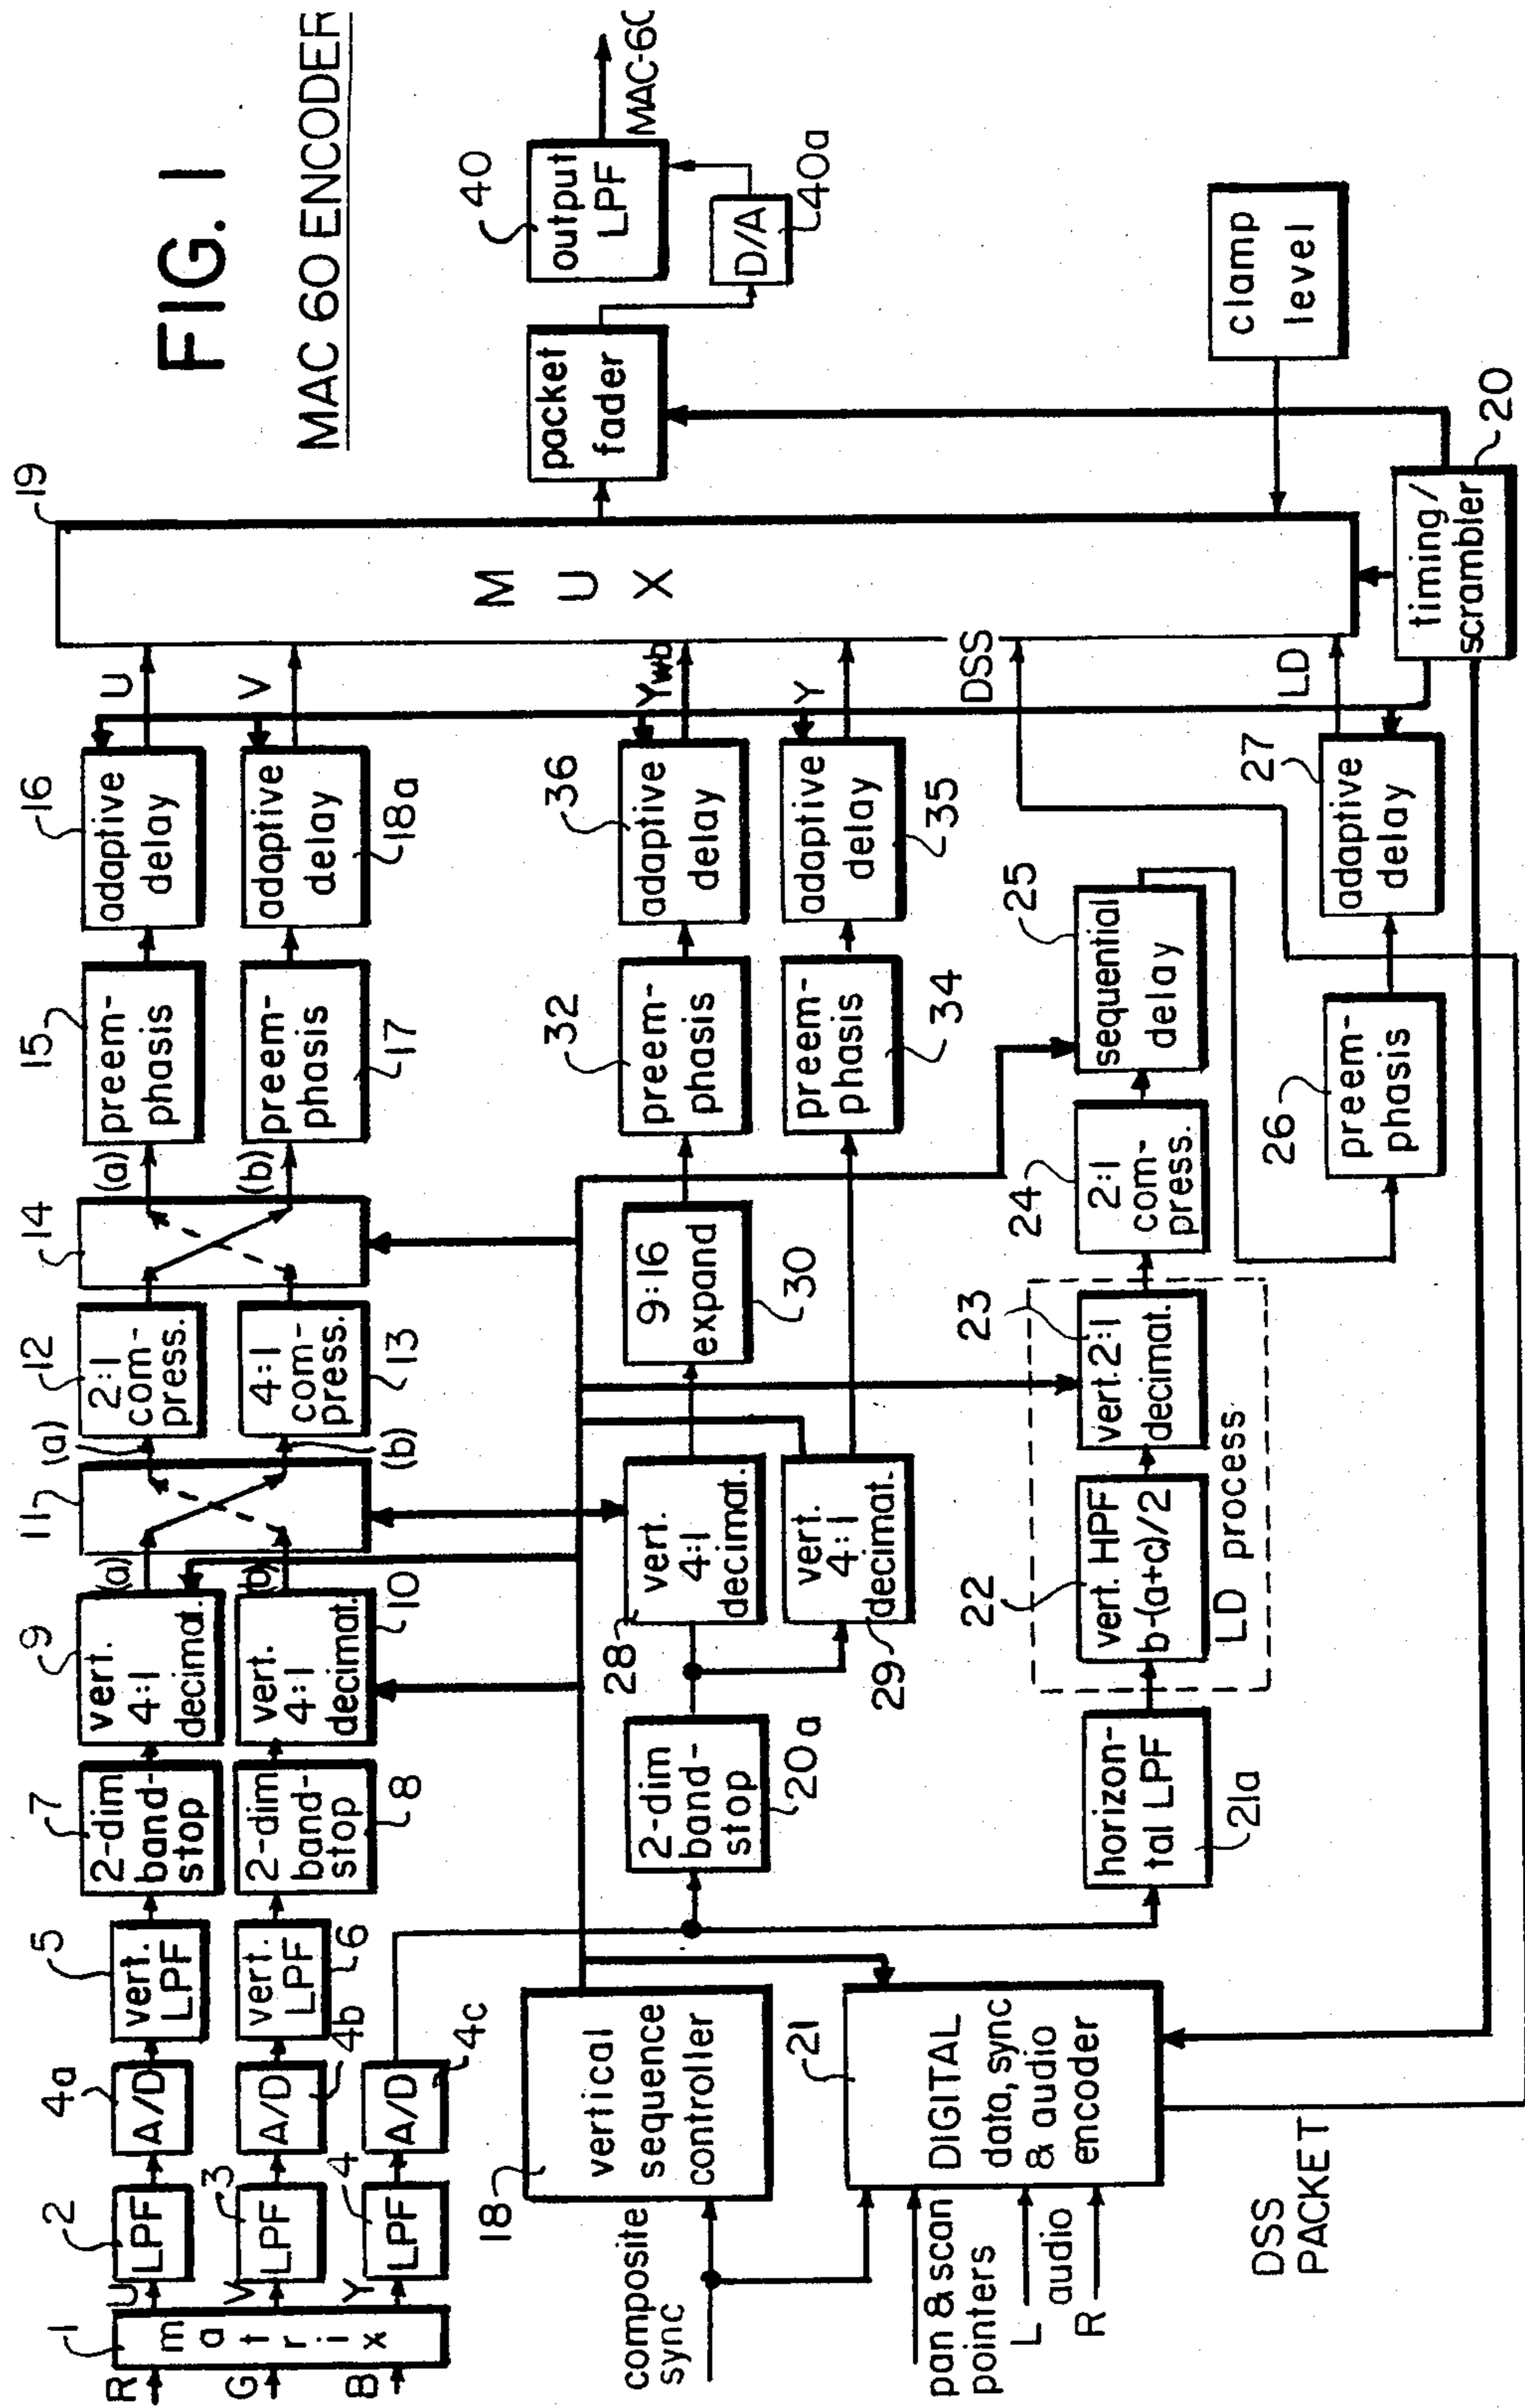 FIG. 1
MAC 60 ENCODER
R
G
B
1
matrix
U
V
Y
2
LPF
3
LPF
4
LPF
4a
A/D
4b
A/D
4c
A/D
5
vert.
LPF
6
vert.
LPF
7
2-dim
band-
stop
8
2-dim
band-
stop
9
vert.
4:1
decimat.
10
vert.
4:1
decimat.
(a)
(b)
11
(a)
(b)
12
2:1
com-
press.
13
4:1
com-
press.
14
(a)
(b)
15
preem-
phasis
17
preem-
phasis
16
adaptive
delay
18a
adaptive
delay
U
V
19
MUX
composite
sync
18
vertical
sequence
controller
20a
2-dim
band-
stop
28
vert.
4:1
decimat.
29
vert.
4:1
decimat.
30
9:16
expand
32
preem-
phasis
34
preem-
phasis
36
adaptive
delay
35
adaptive
delay
Ywb
Y
DSS
LD
packet
fader
40
output
LPF
D/A
40a
MAC-60
pan & scan
pointers
L
audio
R
21
DIGITAL
data, sync
& audio
encoder
DSS
PACKET
21a
horizon-
tal LPF
22
vert. HPF
b-(a+c)/2
23
vert. 2:1
decimat.
LD process
24
2:1
com-
press.
25
sequential
delay
26
preem-
phasis
27
adaptive
delay
20
timing/
scrambler
clamp
level